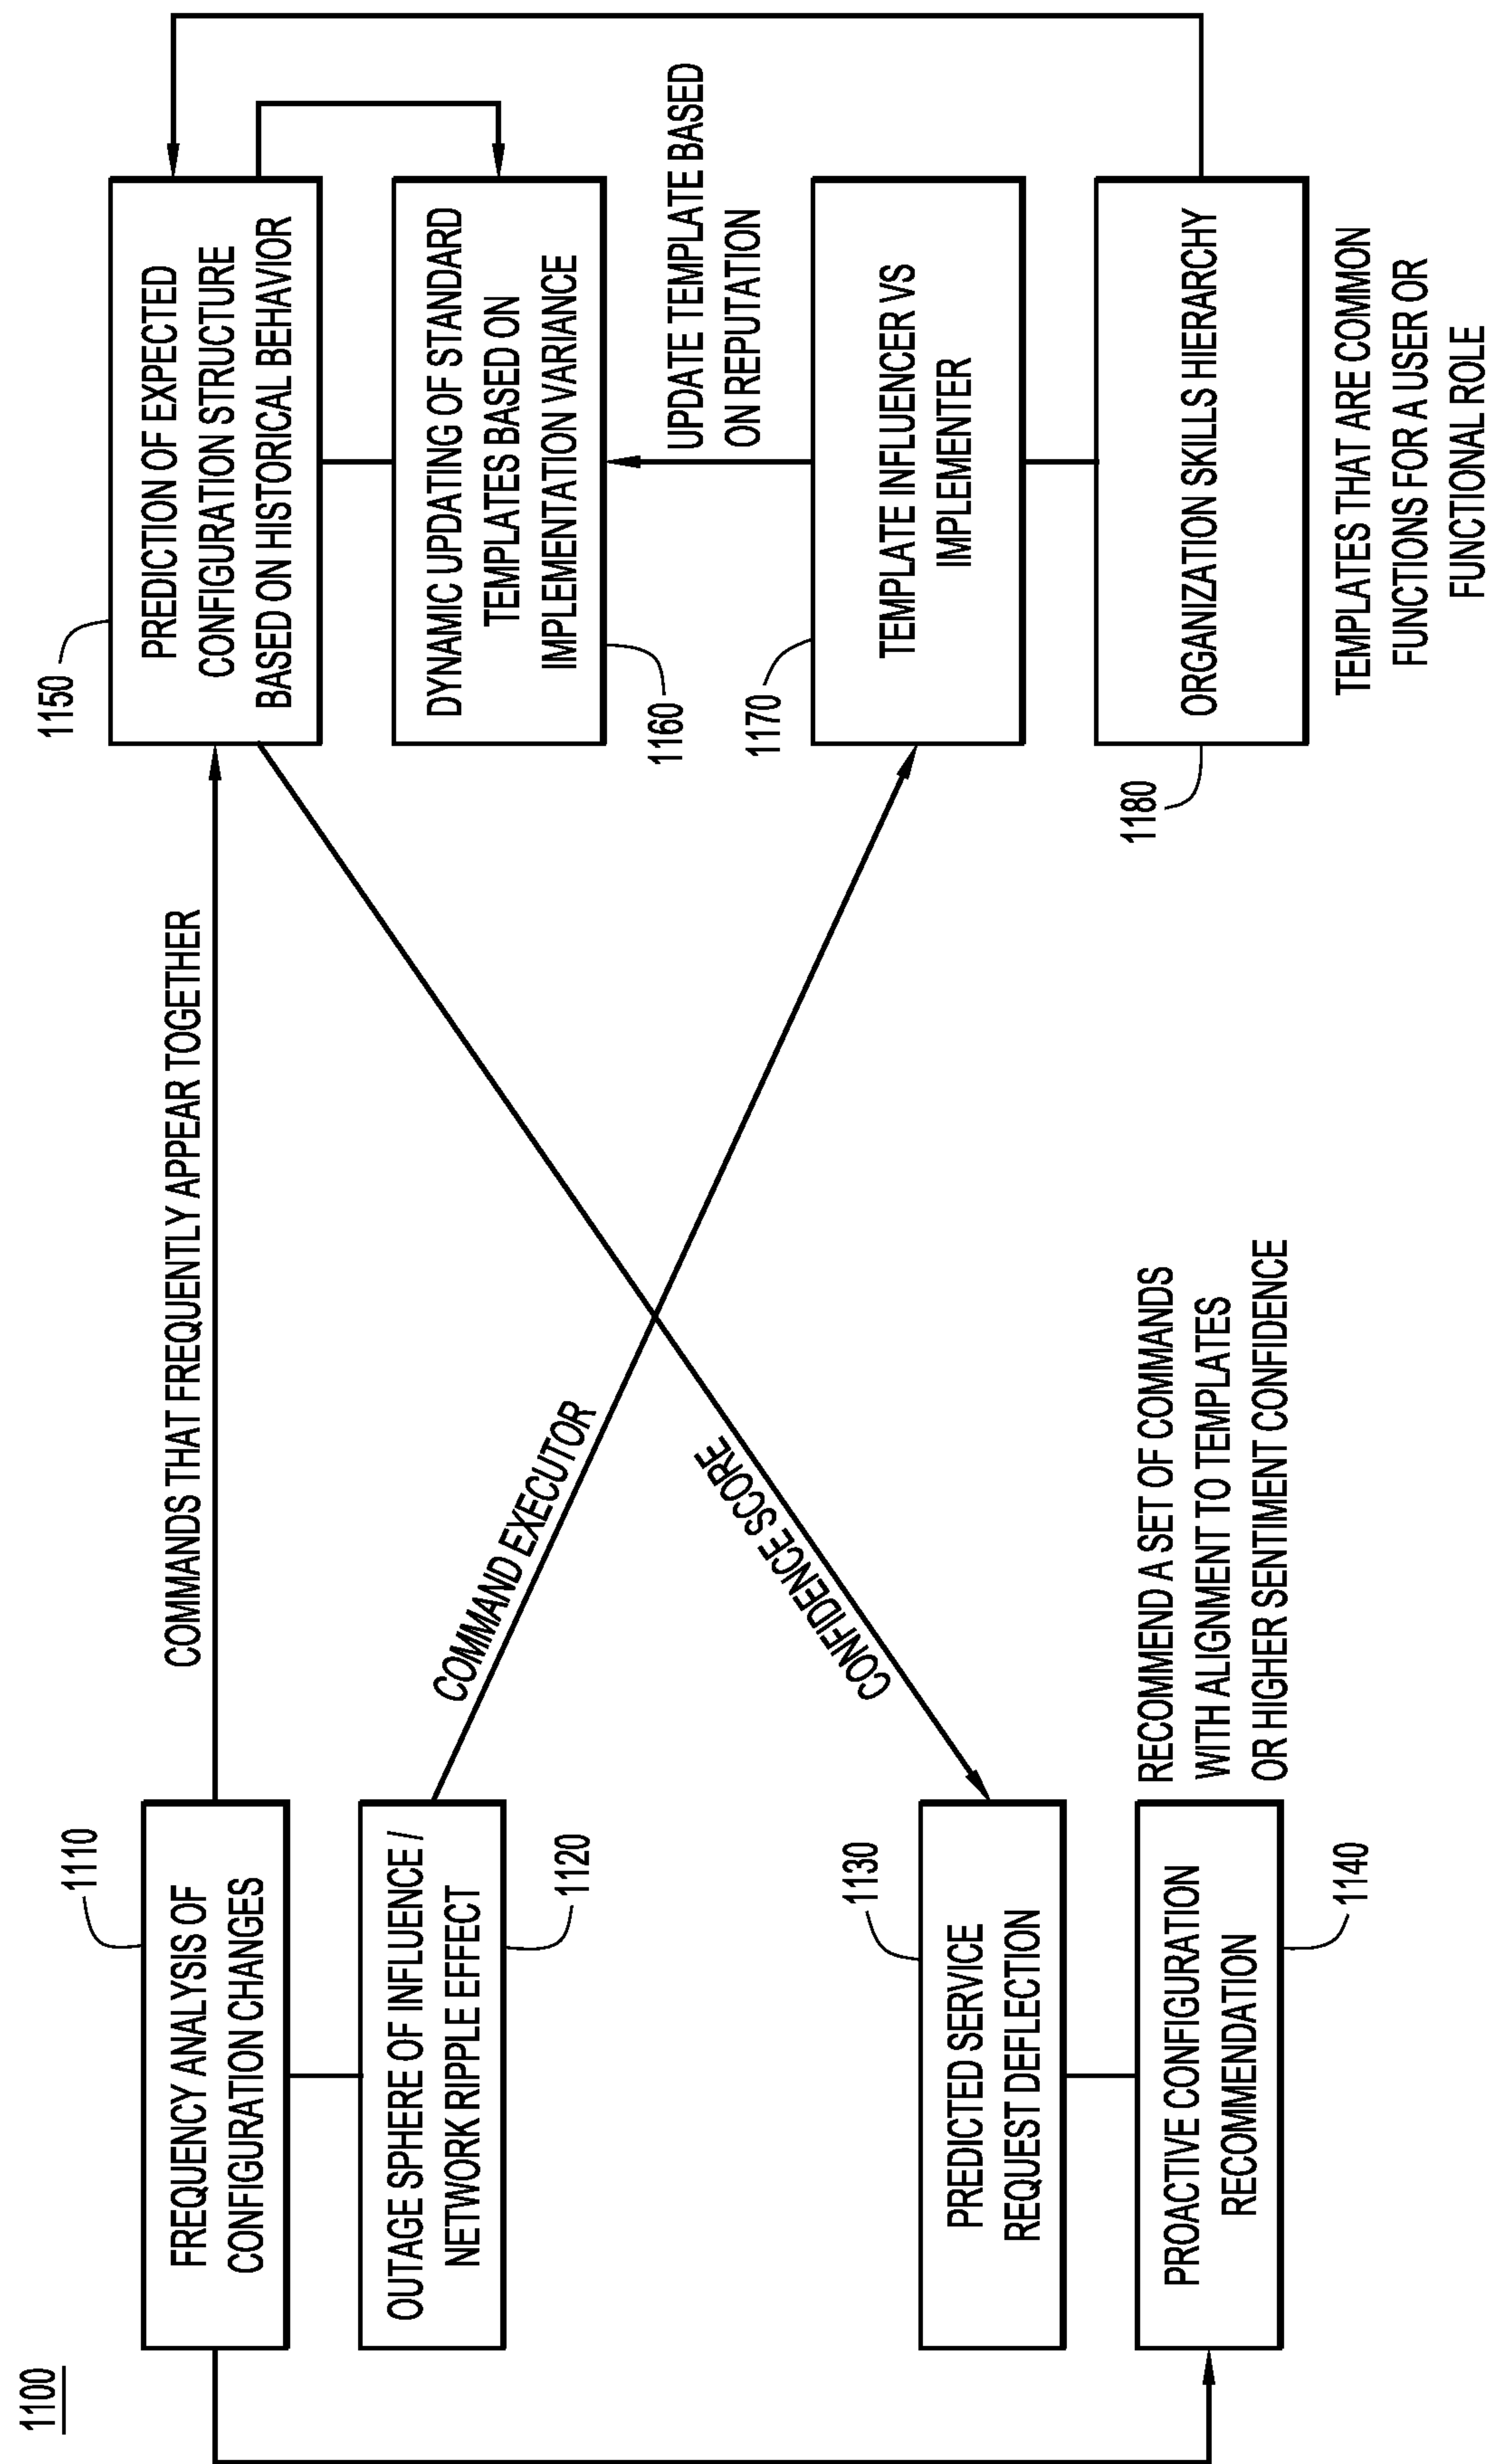 1100
1110
FREQUENCY ANALYSIS OF
CONFIGURATION CHANGES
OUTAGE SPHERE OF INFLUENCE /
NETWORK RIPPLE EFFECT
1120
1130
PREDICTED SERVICE
REQUEST DEFLECTION
PROACTIVE CONFIGURATION
RECOMMENDATION
1140
RECOMMEND A SET OF COMMANDS
WITH ALIGNMENT TO TEMPLATES
OR HIGHER SENTIMENT CONFIDENCE
COMMANDS THAT FREQUENTLY APPEAR TOGETHER
COMMAND EXECUTOR
CONFIDENCE SCORE
1150
PREDICTION OF EXPECTED
CONFIGURATION STRUCTURE
BASED ON HISTORICAL BEHAVIOR
DYNAMIC UPDATING OF STANDARD
TEMPLATES BASED ON
IMPLEMENTATION VARIANCE
1160
UPDATE TEMPLATE BASED
ON REPUTATION
1170
TEMPLATE INFLUENCER VS
IMPLEMENTER
1180
ORGANIZATION SKILLS HIERARCHY
TEMPLATES THAT ARE COMMON
FUNCTIONS FOR A USER OR
FUNCTIONAL ROLE